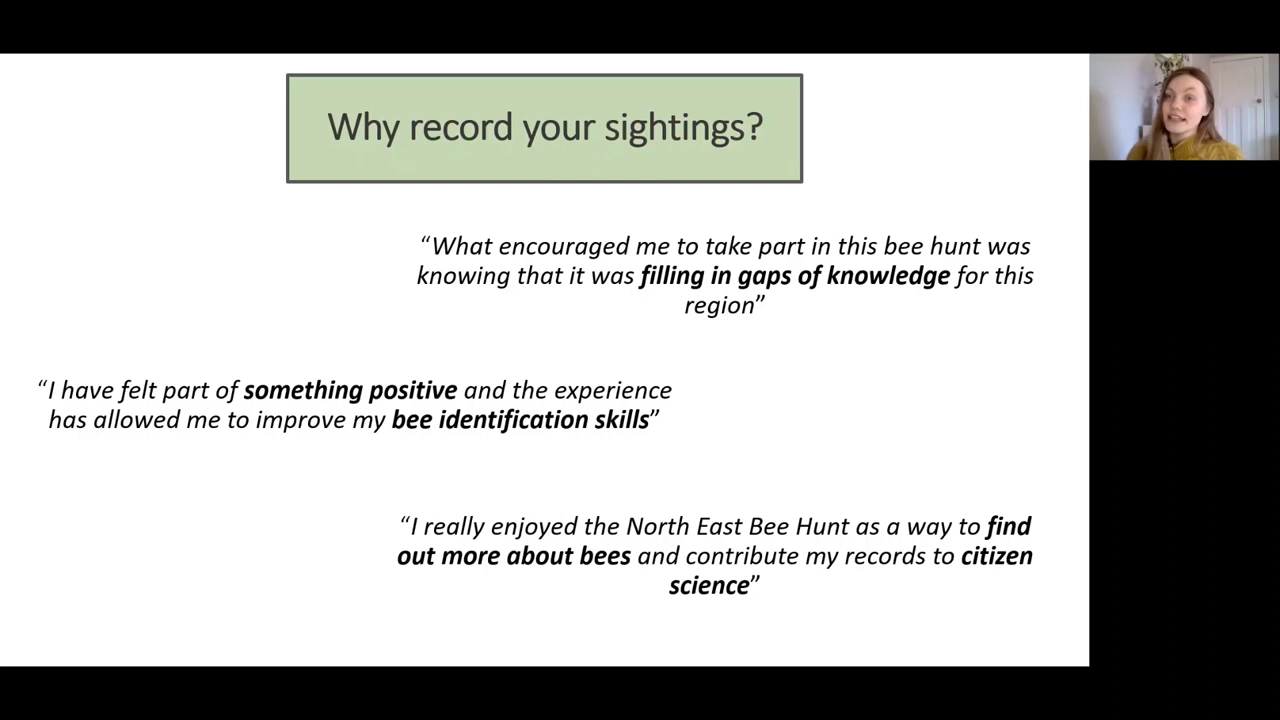 Why record your sightings?
“What encouraged me to take part in this bee hunt was
knowing that it was filling in gaps of knowledge for this
region”
“I have felt part of something positive and the experience
has allowed me to improve my bee identification skills”
“I really enjoyed the North East Bee Hunt as a way to find
out more about bees and contribute my records to citizen
science”